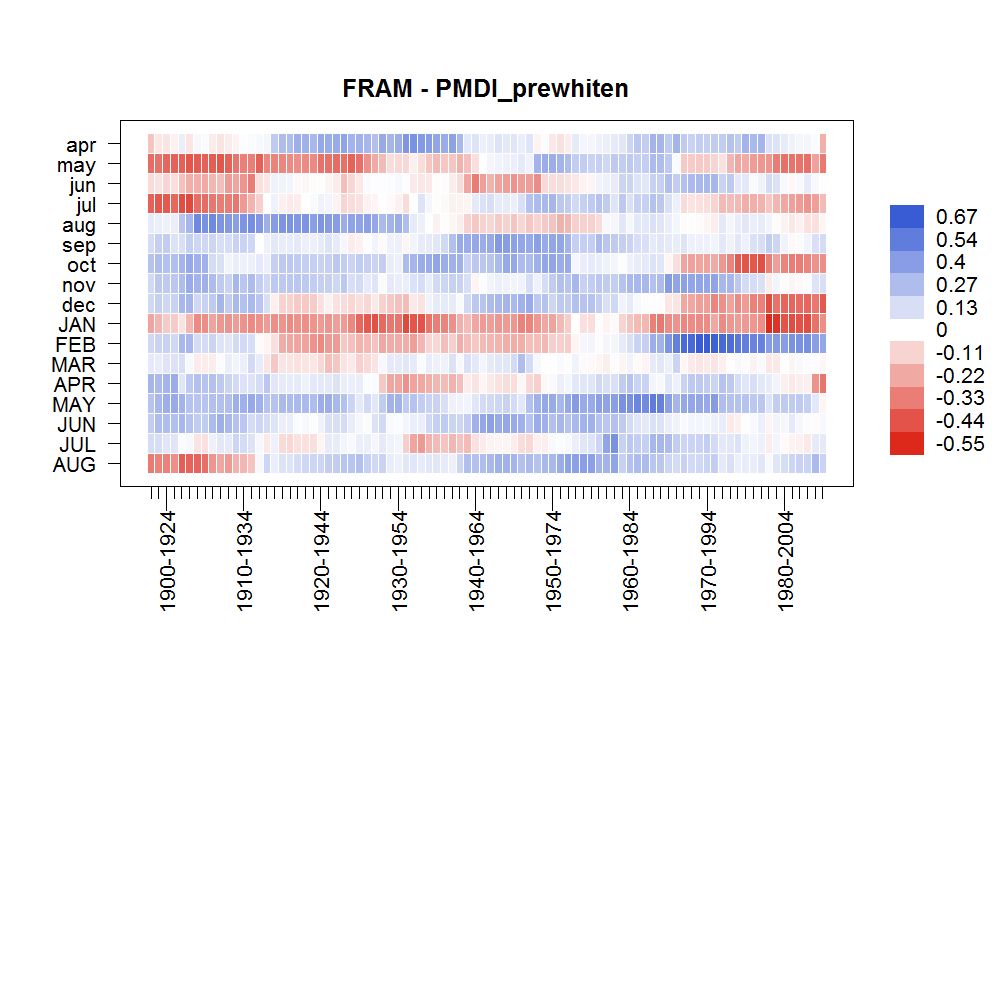 FRAM - PMDI_prewhiten
apr
may
jun
jul
aug
sep
oct
nov
dec
JAN
FEB
MAR
APR
MAY
JUN
JUL
AUG
1900-1924
1910-1934
1920-1944
1930-1954
1940-1964
1950-1974
1960-1984
1970-1994
1980-2004
0.67
0.54
0.4
0.27
0.13
0
-0.11
-0.22
-0.33
-0.44
-0.55